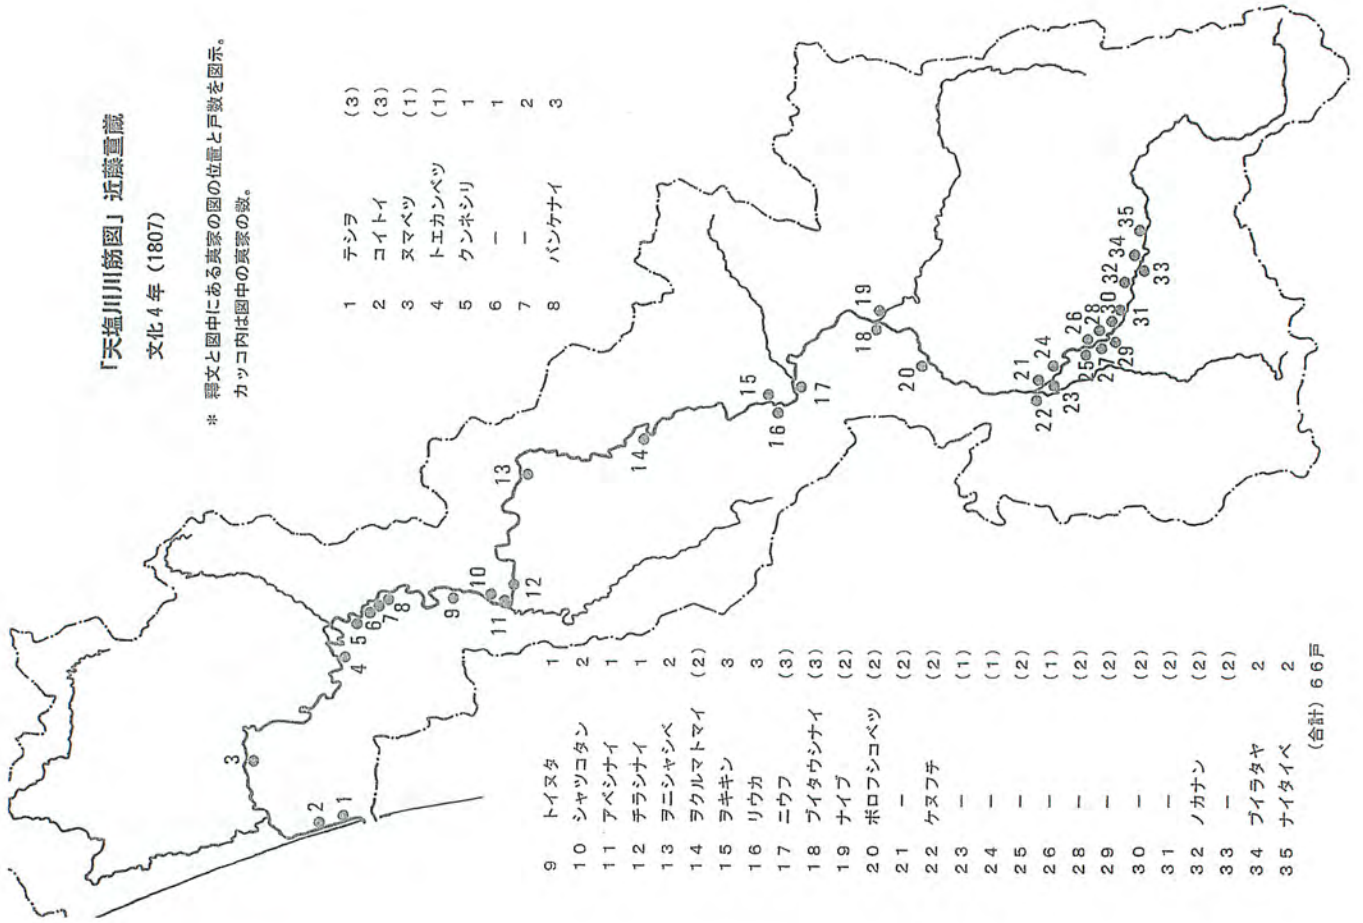 「天塩川川筋図」近藤重蔵
文化4年 (1807)
＊ 釋文と図中にある夷家の図の位置と戸数を図示。
カッコ内は図中の夷家の数。
1 テシヲ (3)
2 コイトイ (3)
3 ヌマベツ (1)
4 トエカンベツ (1)
5 クンネシリ 1
6 － 1
7 － 2
8 パンケナイ 3
9 トイヌタ 1
10 シャツコタン 2
11 アベシナイ 1
12 テラシナイ 1
13 ヲニシャシベ 2
14 ヲクルマトマイ (2)
15 ヲキキン 3
16 リウカ 3
17 ニウフ (3)
18 ブイタウシナイ (3)
19 ナイブ (2)
20 ポロフシコベツ (2)
21 － (2)
22 ケヌフチ (2)
23 － (1)
24 － (1)
25 － (2)
26 － (1)
28 － (2)
29 － (2)
30 － (2)
31 － (2)
32 ノカナン (2)
33 － (2)
34 ブイラタヤ 2
35 ナイタイベ 2
(合計) 66戸
1
2
3
4
5
6
7
8
9
10
11
12
13
14
15
16
17
18
19
20
21
22
23
24
25
26
27
28
29
30
31
32
33
34
35